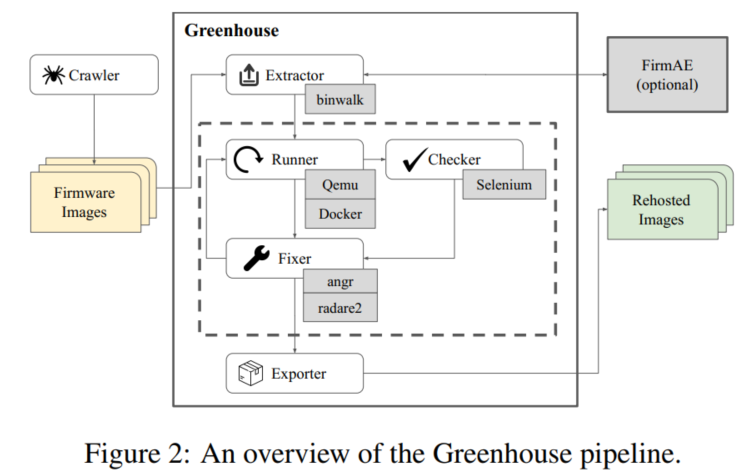 Greenhouse
Crawler
Extractor
binwalk
FirmAE
(optional)
Runner
Qemu
Docker
Checker
Selenium
Firmware
Images
Rehosted
Images
Fixer
angr
radare2
Exporter
Figure 2: An overview of the Greenhouse pipeline.